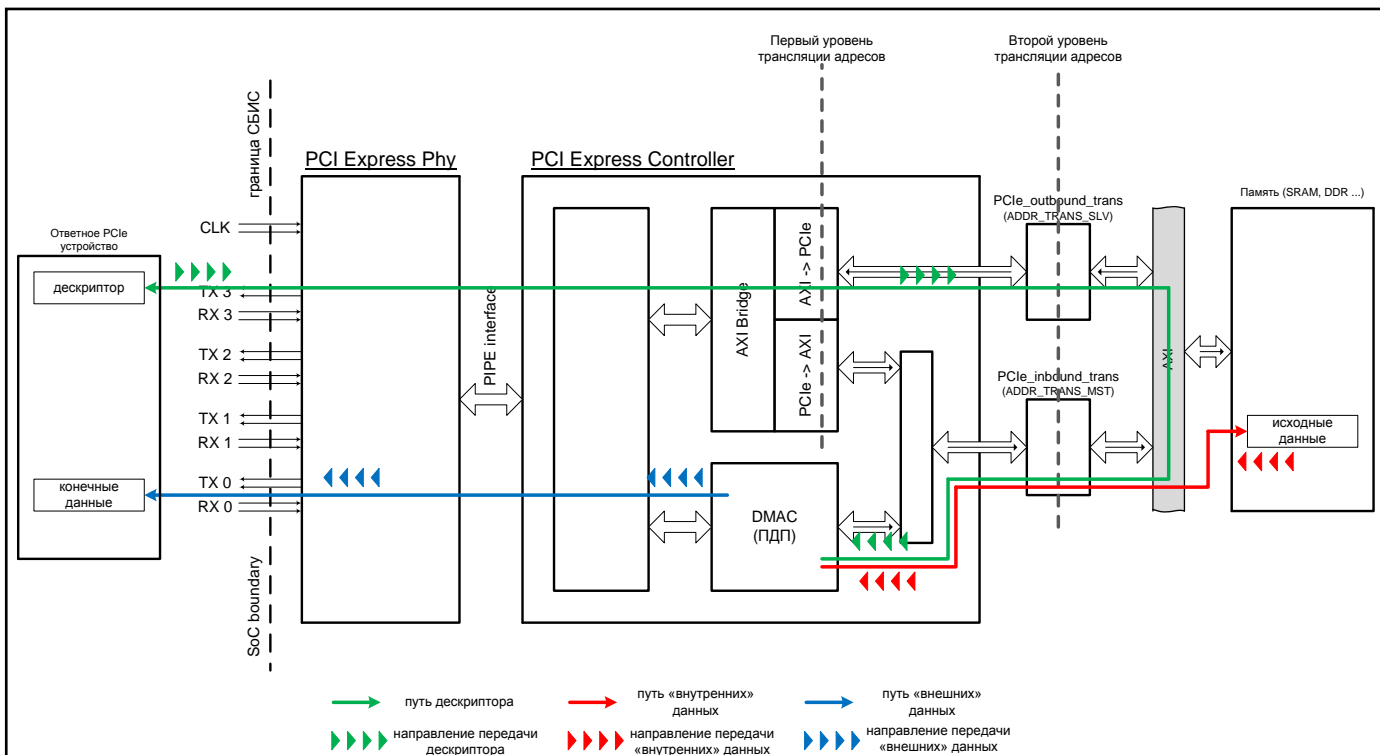 Первый уровень
трансляции адресов
Второй уровень
трансляции адресов
граница СБИС
PCI Express Phy
PCI Express Controller
Память (SRAM, DDR ...)
PCIe_outbound_trans
(ADDR_TRANS_SLV)
Ответное PCIe
устройство
CLK
дескриптор
TX 3
RX 3
TX 2
RX 2
TX 1
RX 1
TX 0
RX 0
PIPE interface
AXI Bridge
AXI -> PCIe
PCIe -> AXI
AXI
PCIe_inbound_trans
(ADDR_TRANS_MST)
исходные
данные
конечные
данные
DMAC
(ПДП)
SoC boundary
путь дескриптора
путь «внутренних»
данных
путь «внешних»
данных
направление передачи
дескриптора
направление передачи
«внутренних» данных
направление передачи
«внешних» данных